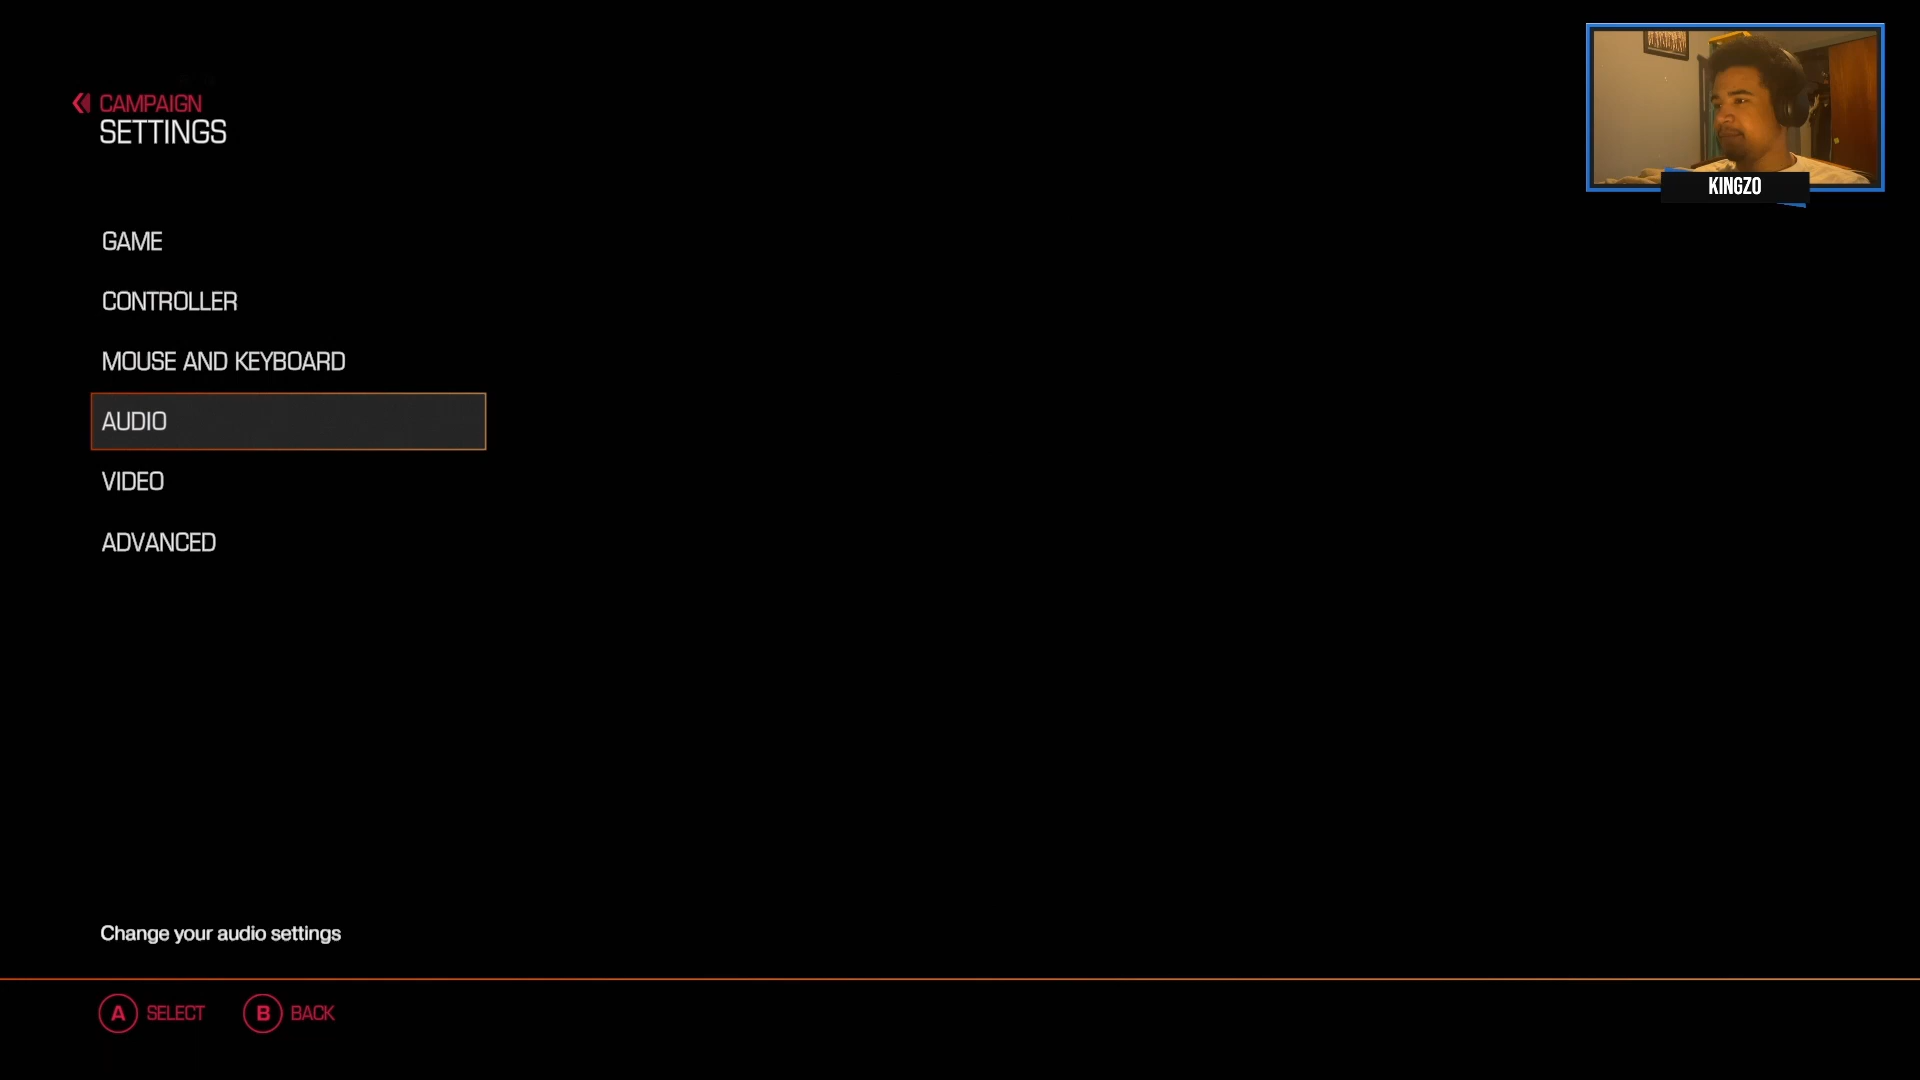 CAMPAIGN
SETTINGS
KINGZO
GAME
CONTROLLER
MOUSE AND KEYBOARD
AUDIO
VIDEO
ADVANCED
Change your audio settings
A SELECT B BACK